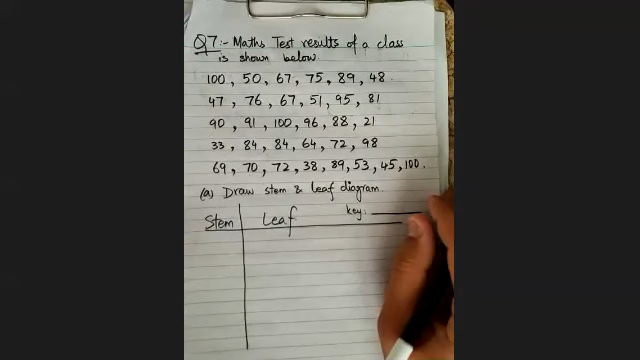 Q7:- Maths Test results of a class
is shown below
100, 50, 67, 75, 89, 48
47, 76, 67, 51, 95, 81
90, 91, 100, 96, 88, 21
33, 84, 84, 64, 72, 98
69, 70, 72, 38, 89, 53, 45, 100.
(a) Draw stem & leaf diagram.
Stem Leaf key: